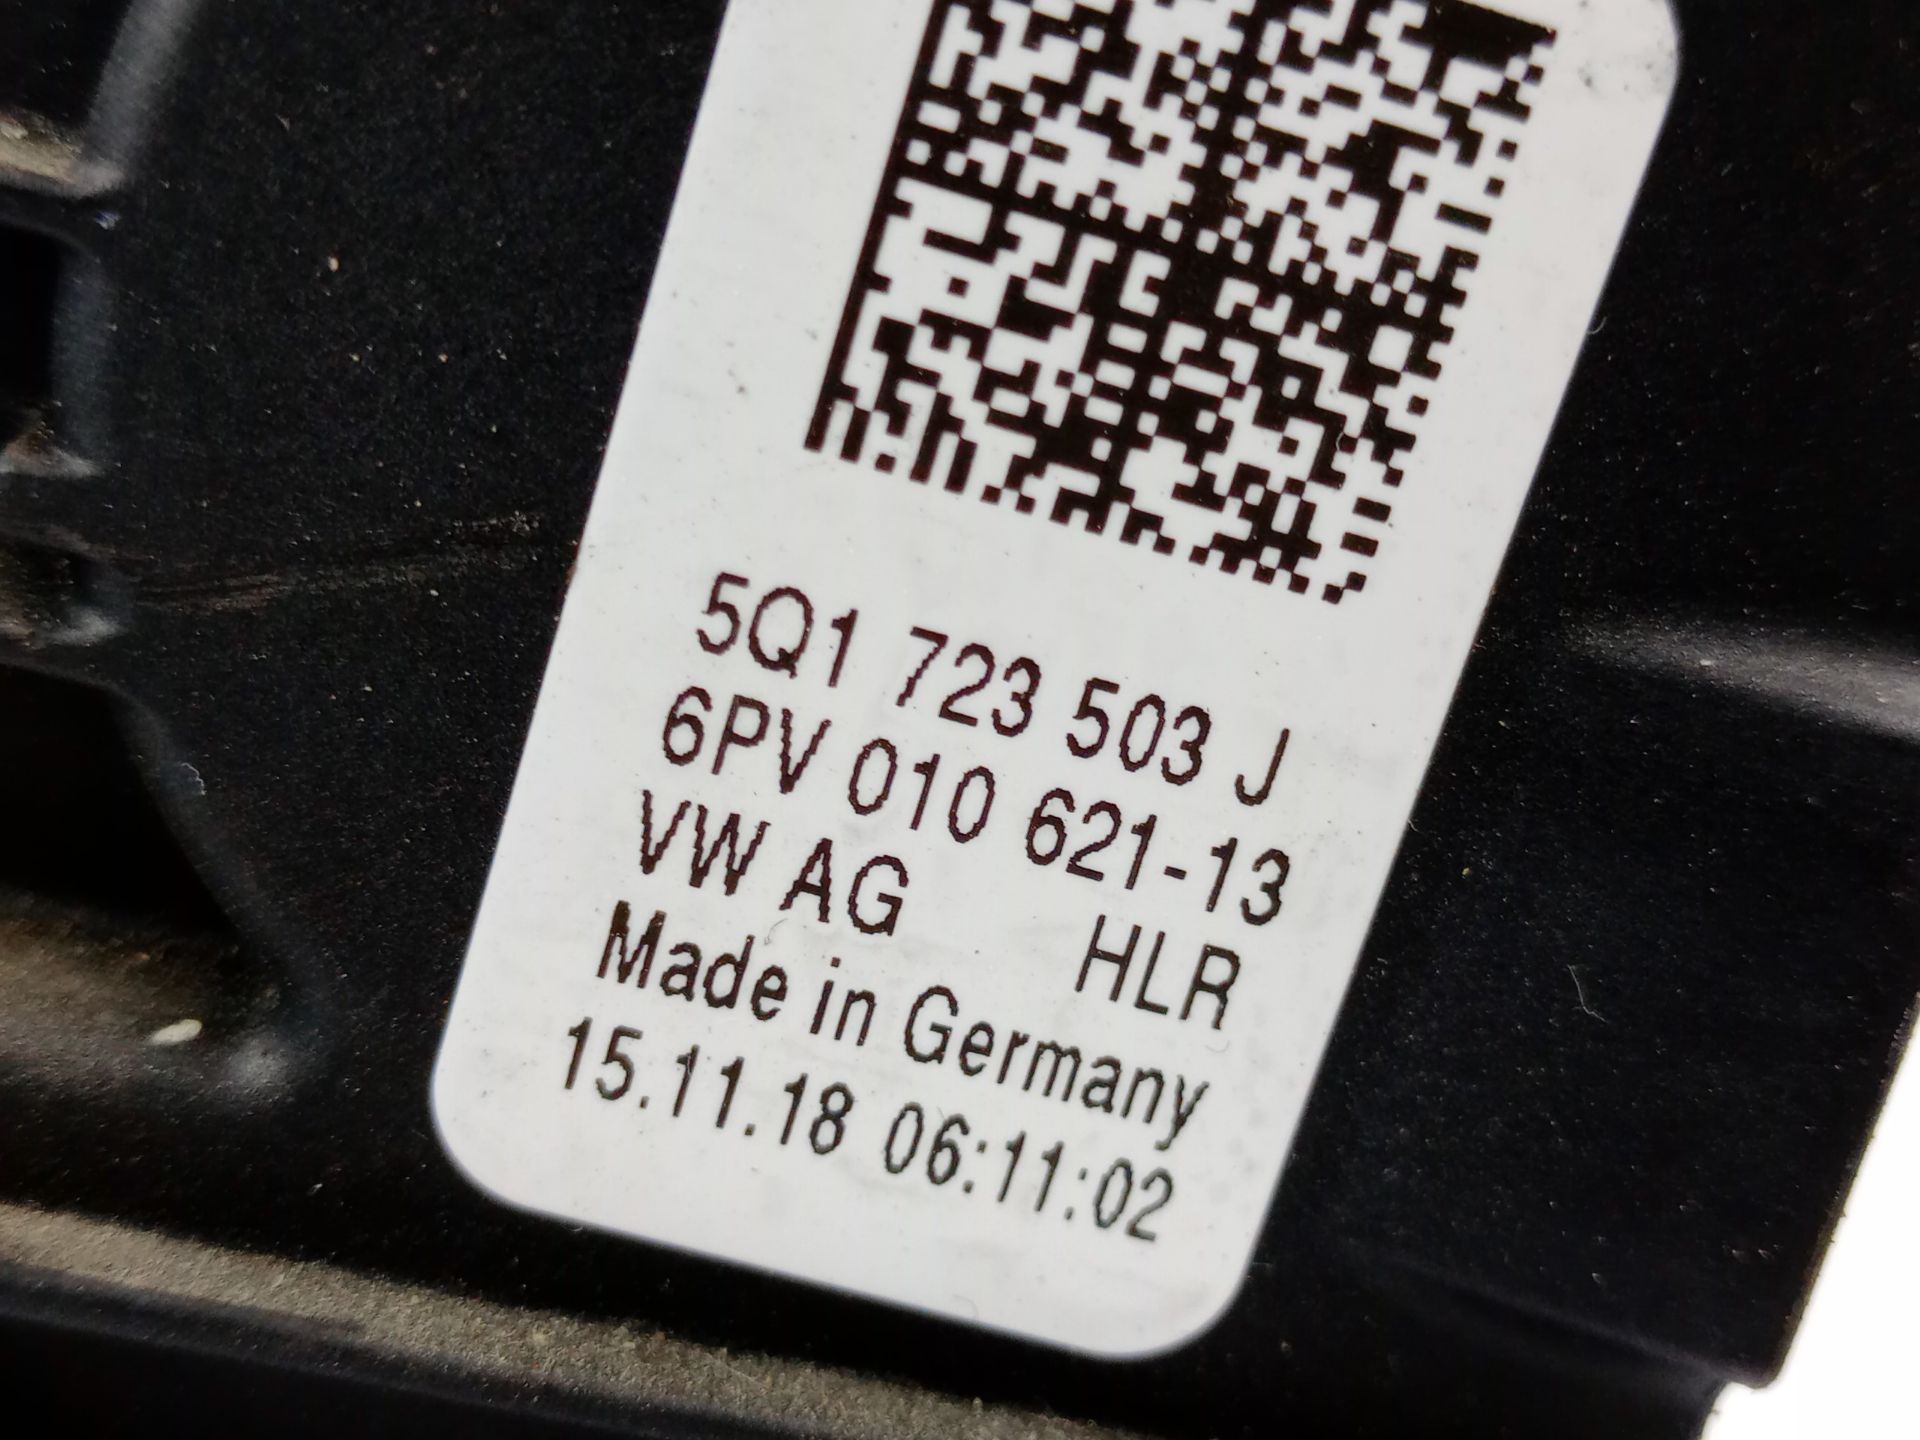 5Q1 723 503 J
6PV 010 621-13
VW AG HLR
Made in Germany
15.11.18 06:11:02